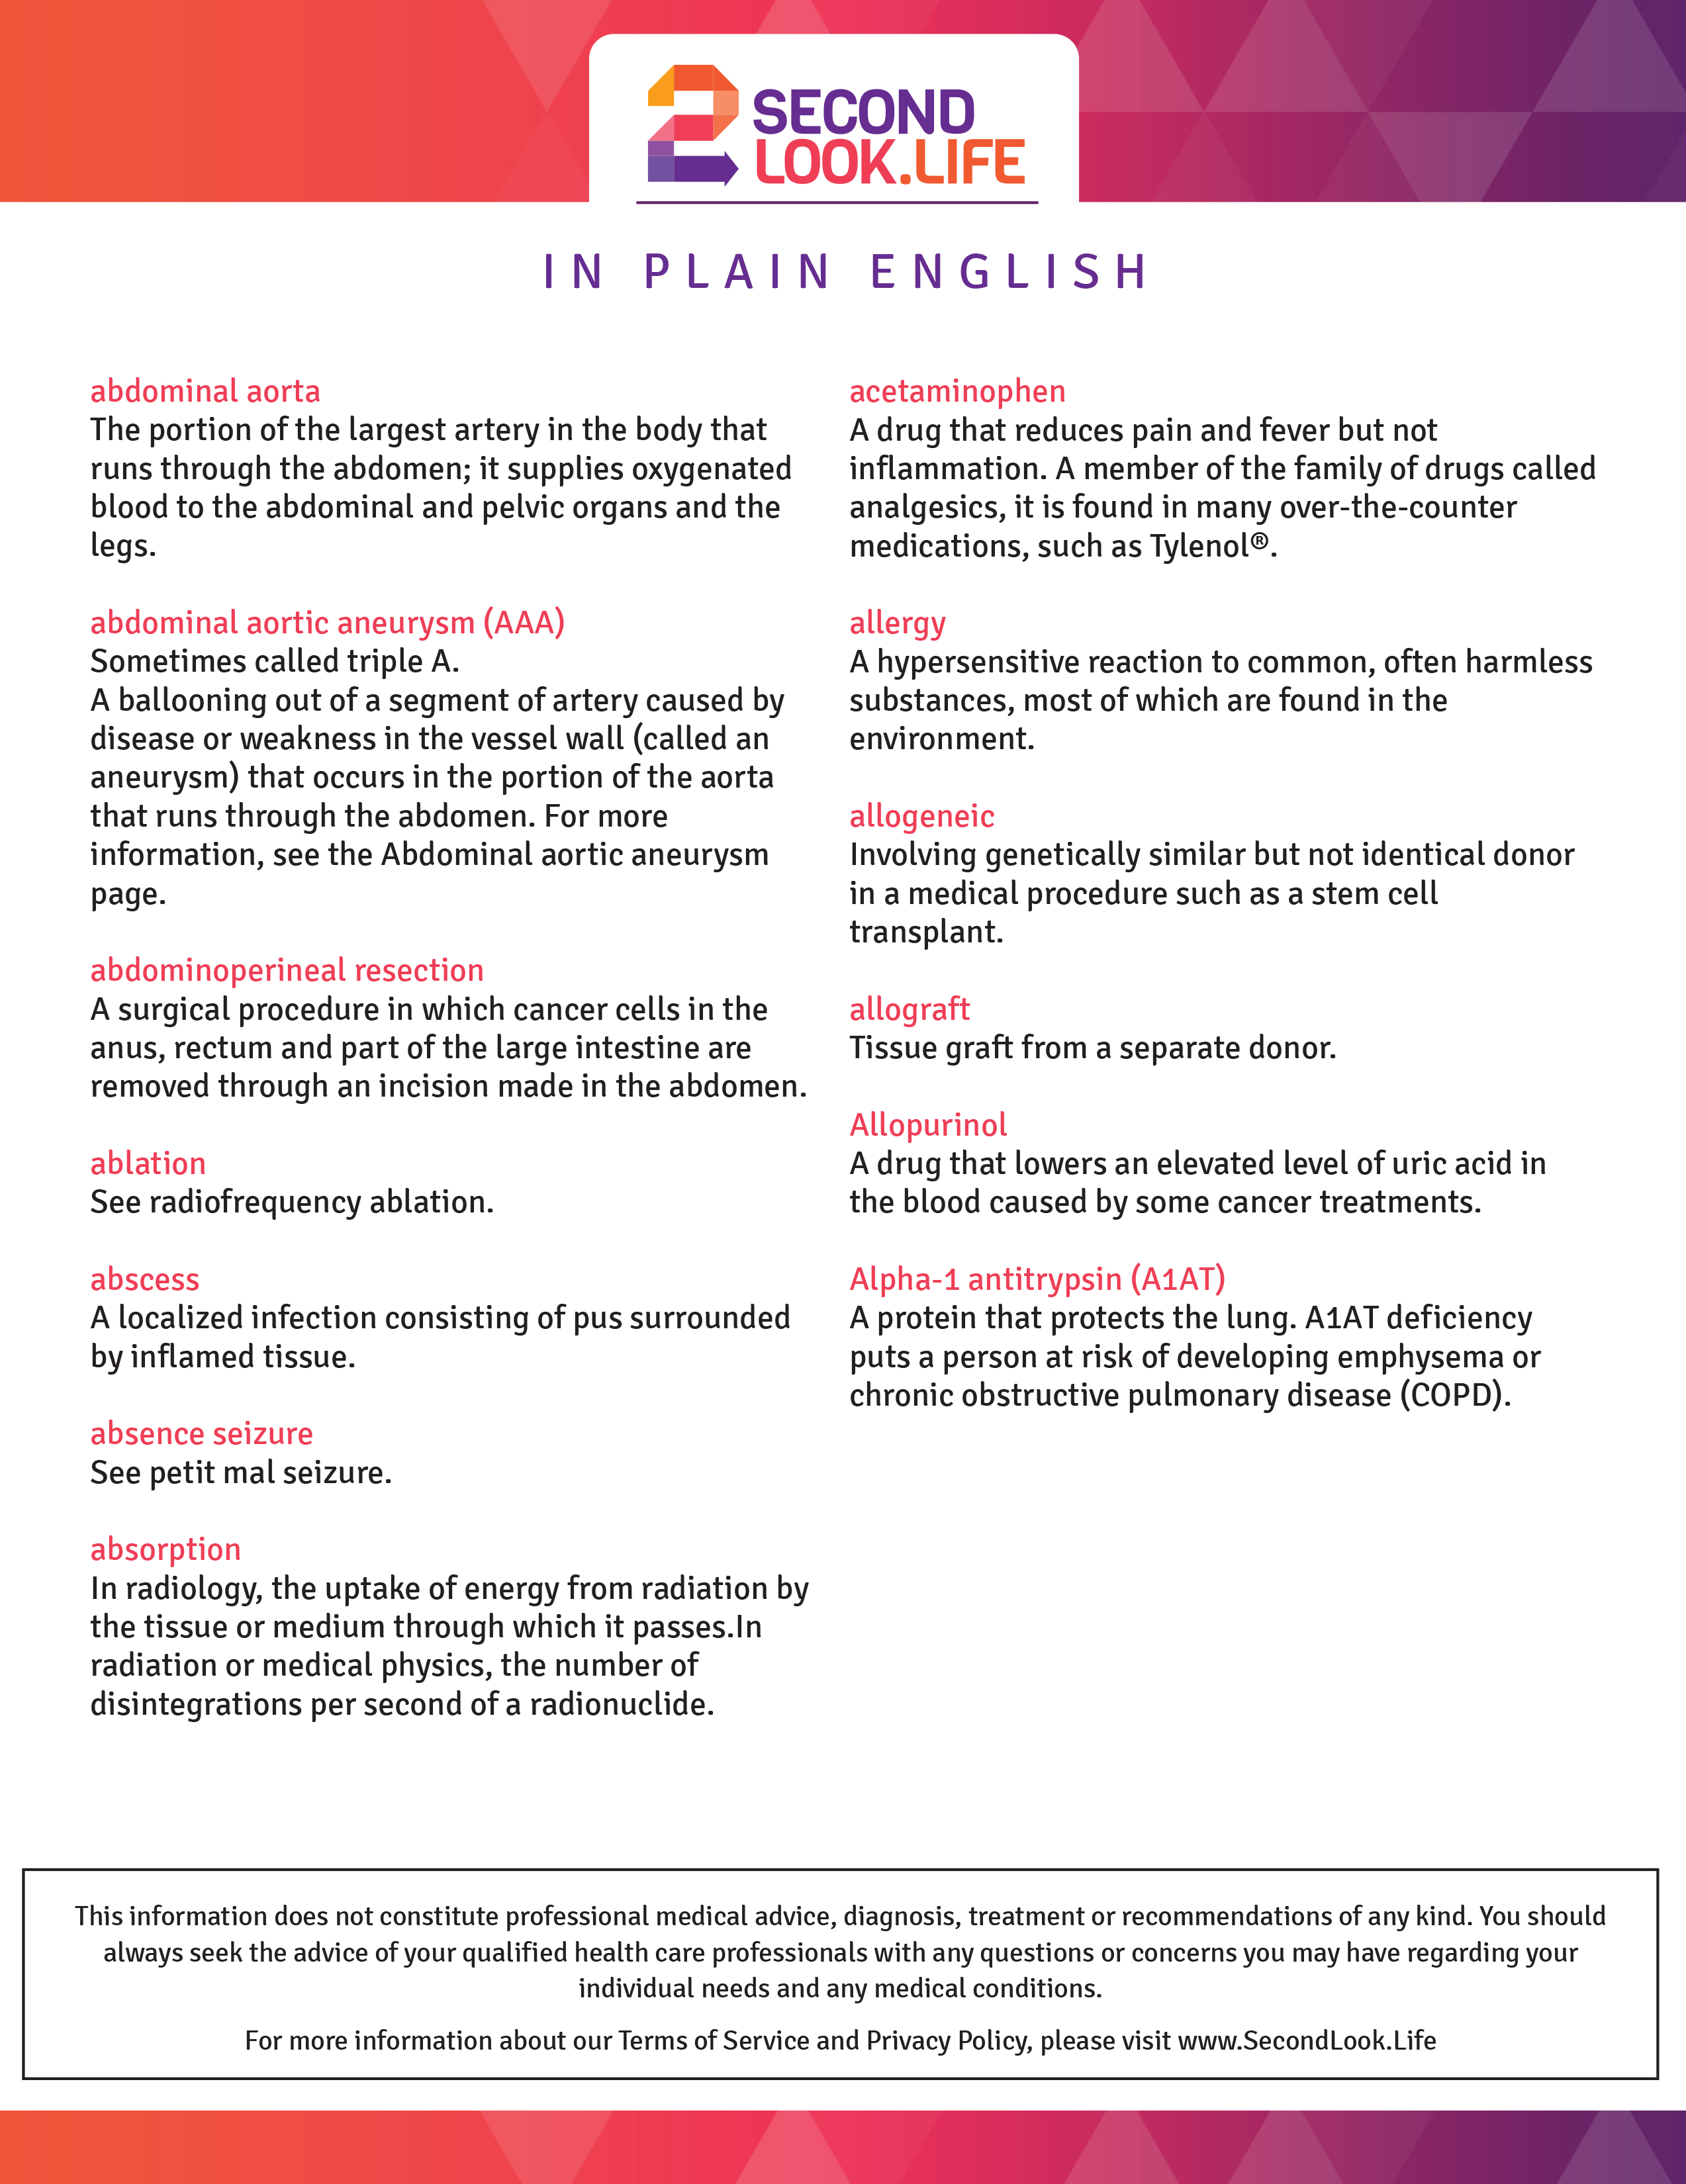 SECOND
LOOK.LIFE
IN PLAIN ENGLISH
abdominal aorta
The portion of the largest artery in the body that
runs through the abdomen; it supplies oxygenated
blood to the abdominal and pelvic organs and the
legs.
abdominal aortic aneurysm (AAA)
Sometimes called triple A.
A ballooning out of a segment of artery caused by
disease or weakness in the vessel wall (called an
aneurysm) that occurs in the portion of the aorta
that runs through the abdomen. For more
information, see the Abdominal aortic aneurysm
page.
abdominoperineal resection
A surgical procedure in which cancer cells in the
anus, rectum and part of the large intestine are
removed through an incision made in the abdomen.
ablation
See radiofrequency ablation.
abscess
A localized infection consisting of pus surrounded
by inflamed tissue.
absence seizure
See petit mal seizure.
absorption
In radiology, the uptake of energy from radiation by
the tissue or medium through which it passes.In
radiation or medical physics, the number of
disintegrations per second of a radionuclide.
acetaminophen
A drug that reduces pain and fever but not
inflammation. A member of the family of drugs called
analgesics, it is found in many over-the-counter
medications, such as Tylenol®.
allergy
A hypersensitive reaction to common, often harmless
substances, most of which are found in the
environment.
allogeneic
Involving genetically similar but not identical donor
in a medical procedure such as a stem cell
transplant.
allograft
Tissue graft from a separate donor.
Allopurinol
A drug that lowers an elevated level of uric acid in
the blood caused by some cancer treatments.
Alpha-1 antitrypsin (A1AT)
A protein that protects the lung. A1AT deficiency
puts a person at risk of developing emphysema or
chronic obstructive pulmonary disease (COPD).
This information does not constitute professional medical advice, diagnosis, treatment or recommendations of any kind. You should
always seek the advice of your qualified health care professionals with any questions or concerns you may have regarding your
individual needs and any medical conditions.
For more information about our Terms of Service and Privacy Policy, please visit www.SecondLook.Life